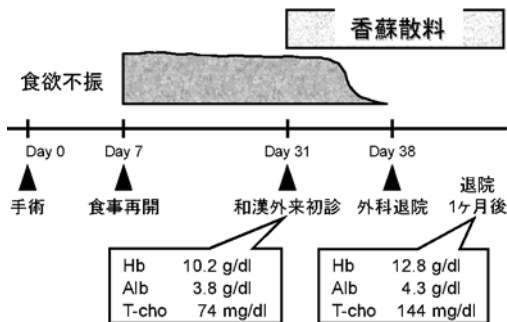 香蘇散料
食欲不振
Day 0
Day 7
Day 31
Day 38
手術
食事再開
和漢外来初診
外科退院
退院
1ヶ月後
Hb 10.2 g/dl
Alb 3.8 g/dl
T-cho 74 mg/dl
Hb 12.8 g/dl
Alb 4.3 g/dl
T-cho 144 mg/dl